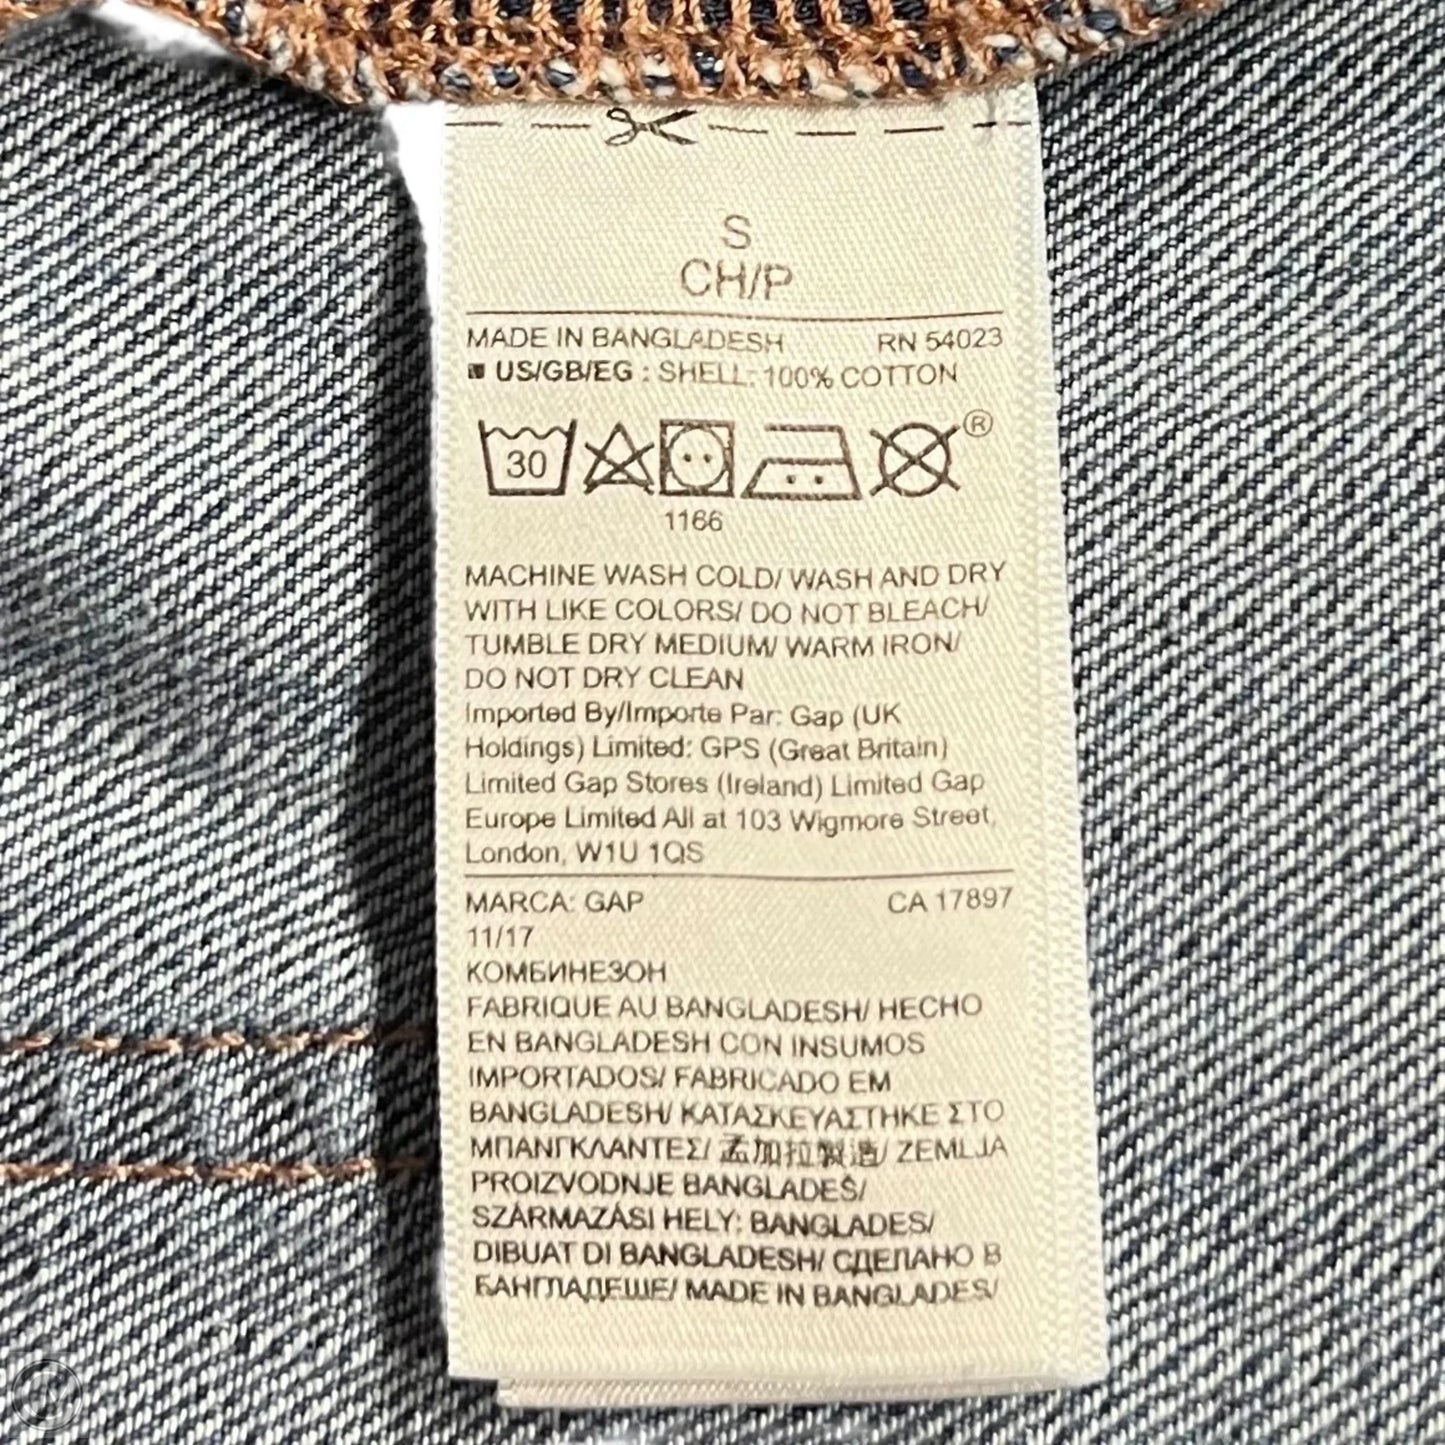 S
CH/P
MADE IN BANGLADESH RN 54023
US/GB/EG : SHELL: 100% COTTON
30 ®
1166
MACHINE WASH COLD/ WASH AND DRY
WITH LIKE COLORS/ DO NOT BLEACH/
TUMBLE DRY MEDIUM/ WARM IRON/
DO NOT DRY CLEAN
Imported By/Importe Par: Gap (UK
Holdings) Limited: GPS (Great Britain)
Limited Gap Stores (Ireland) Limited Gap
Europe Limited All at 103 Wigmore Street,
London, W1U 1QS
MARCA: GAP CA 17897
11/17
КОМБИНЕЗОН
FABRIQUE AU BANGLADESH/ HECHO
EN BANGLADESH CON INSUMOS
IMPORTADOS/ FABRICADO EM
BANGLADESH/ ΚΑΤΑΣΚΕΥΑΣΤΗΚΕ ΣΤΟ
ΜΠΑΝΓΚΛΑΝΤΕΣ/ 孟加拉製造/ ZEMLJA
PROIZVODNJE BANGLADEŠ/
SZÁRMAZÁSI HELY: BANGLADES/
DIBUAT DI BANGLADESH/ СДЕЛАНО В
БАНГЛАДЕШЕ/ MADE IN BANGLADES/